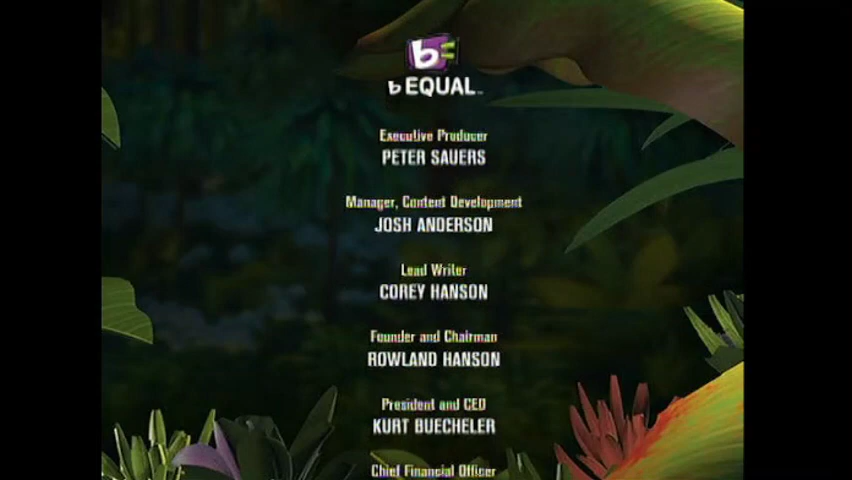 b=
b EQUAL™
Executive Producer
PETER SAUERS
Manager, Content Development
JOSH ANDERSON
Lead Writer
COREY HANSON
Founder and Chairman
ROWLAND HANSON
President and CEO
KURT BUECHELER
Chief Financial Officer